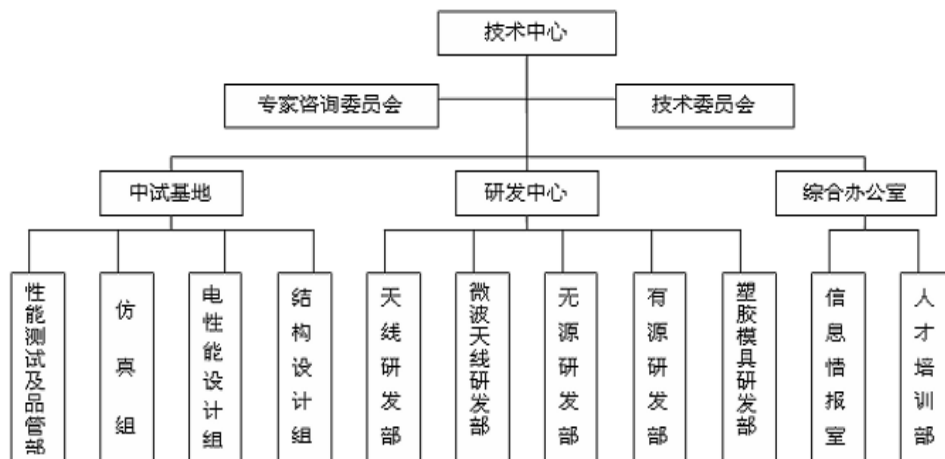 技术中心
专家咨询委员会
技术委员会
中试基地
研发中心
综合办公室
性能测试及品管部
仿真组
电性能设计组
结构设计组
天线研发部
微波天线研发部
无源研发部
有源研发部
塑胶模具研发部
信息情报室
人才培训部